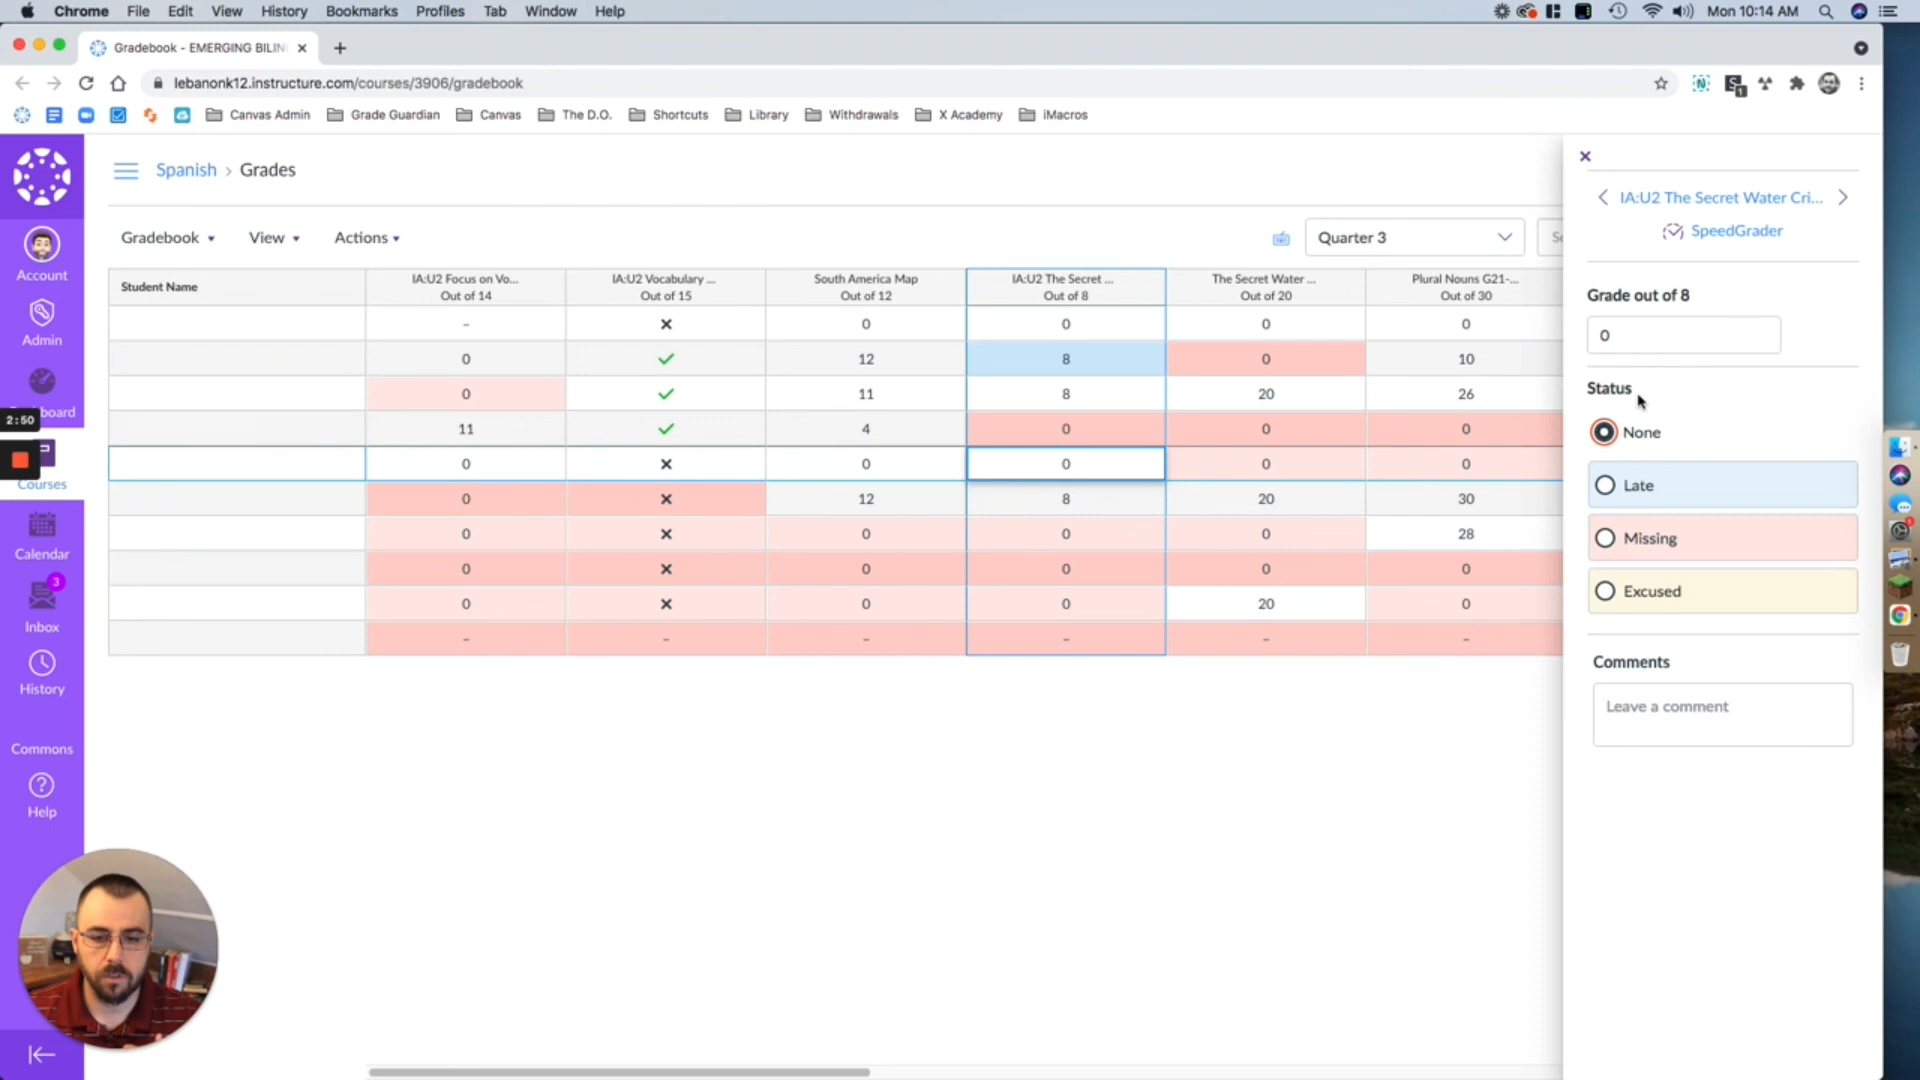 Chrome File Edit View History Bookmarks Profiles Tab Window Help Mon 10:14 AM
Gradebook - EMERGING BILIN
lebanonk12.instructure.com/courses/3906/gradebook
Canvas Admin Grade Guardian Canvas The D.O. Shortcuts Library Withdrawals X Academy iMacros
Spanish › Grades
Gradebook View Actions Quarter 3
Student Name
IA:U2 Focus on Vo...
Out of 14
IA:U2 Vocabulary ...
Out of 15
South America Map
Out of 12
IA:U2 The Secret ...
Out of 8
The Secret Water ...
Out of 20
Plural Nouns G21-...
Out of 30
– 0 0 0 0
0 12 8 0 10
0 11 8 20 26
11 4 0 0 0
0 0 0 0 0
0 12 8 20 30
0 0 0 0 28
0 0 0 0 0
0 0 0 20 0
– – – – – –
Account
Admin
board
2:50
Courses
Calendar
3
Inbox
History
Commons
Help
IA:U2 The Secret Water Cri...
SpeedGrader
Grade out of 8
0
Status
None
Late
Missing
Excused
Comments
Leave a comment